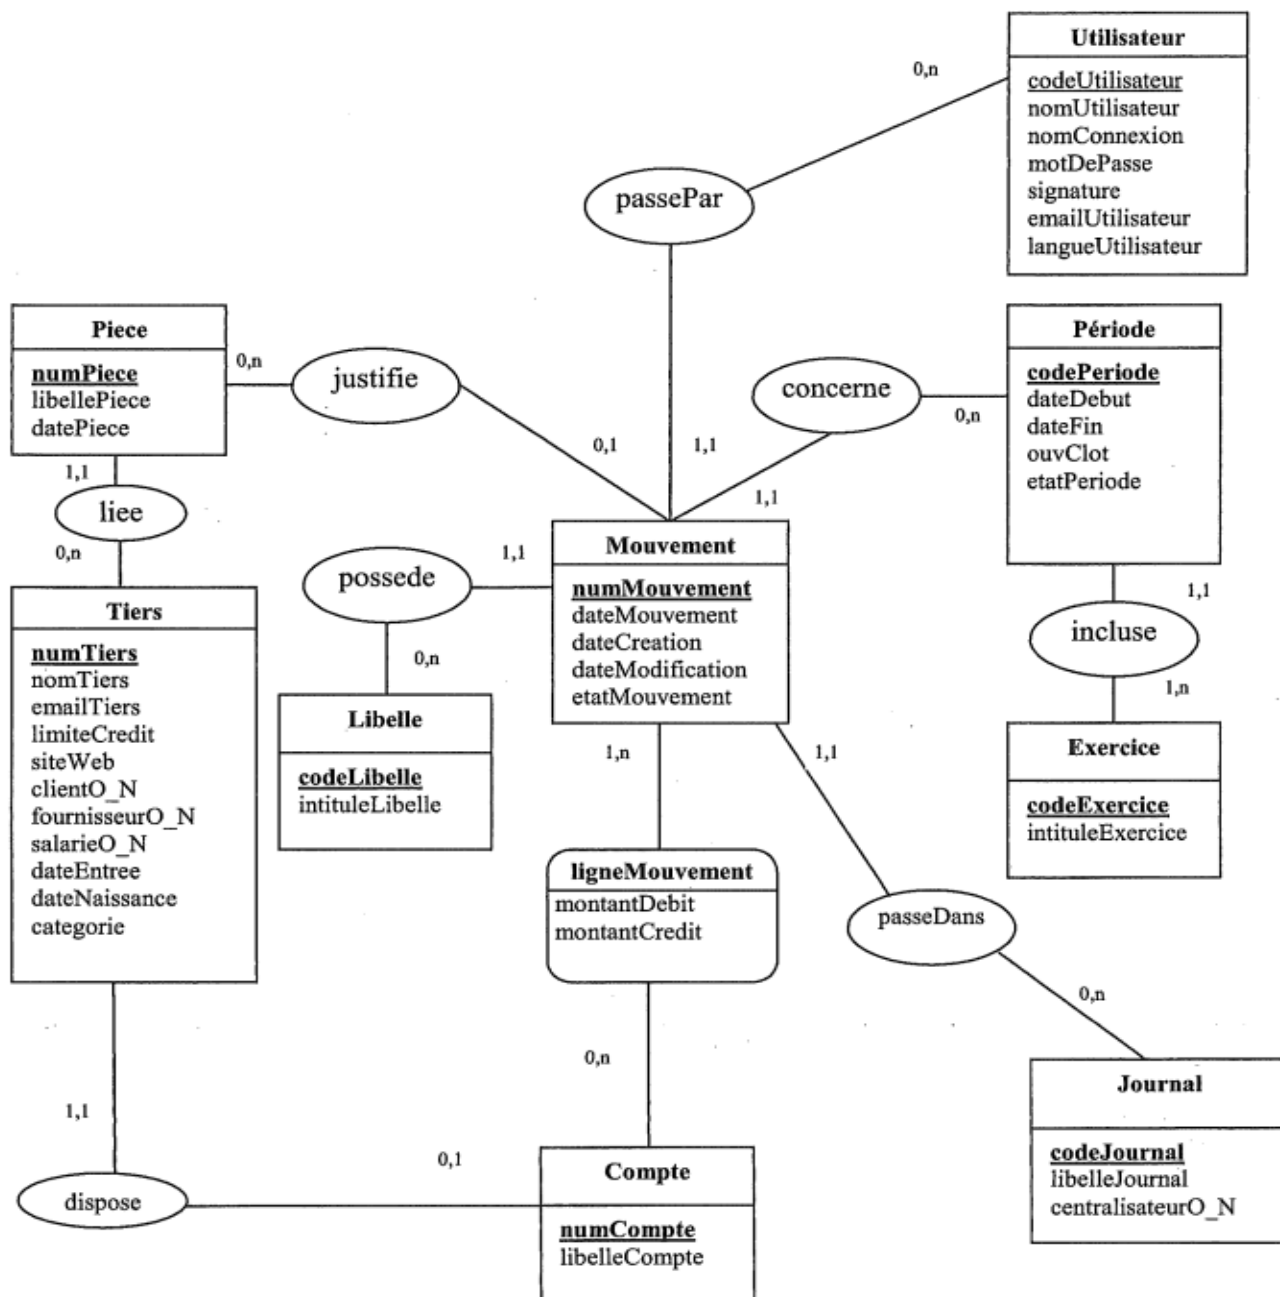 Utilisateur
codeUtilisateur
nomUtilisateur
nomConnexion
motDePasse
signature
emailUtilisateur
langueUtilisateur
0,n
passePar
1,1
Piece
numPiece
libellePiece
datePiece
0,n
justifie
0,1
Période
codePeriode
dateDebut
dateFin
ouvClot
etatPeriode
concerne
0,n
1,1
1,1
liee
0,n
Tiers
numTiers
nomTiers
emailTiers
limiteCredit
siteWeb
clientO_N
fournisseurO_N
salarieO_N
dateEntree
dateNaissance
categorie
possede
1,1
0,n
Mouvement
numMouvement
dateMouvement
dateCreation
dateModification
etatMouvement
1,1
incluse
1,n
Libelle
codeLibelle
intituleLibelle
Exercice
codeExercice
intituleExercice
1,n
1,1
ligneMouvement
montantDebit
montantCredit
passeDans
0,n
0,n
1,1
dispose
0,1
Compte
numCompte
libelleCompte
Journal
codeJournal
libelleJournal
centralisateurO_N